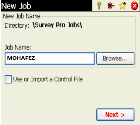 New Job
New Job Name
Directory: \Survey Pro Jobs\
Job Name:
MOHAFEZ
Browse...
Use or Import a Control File
Next >